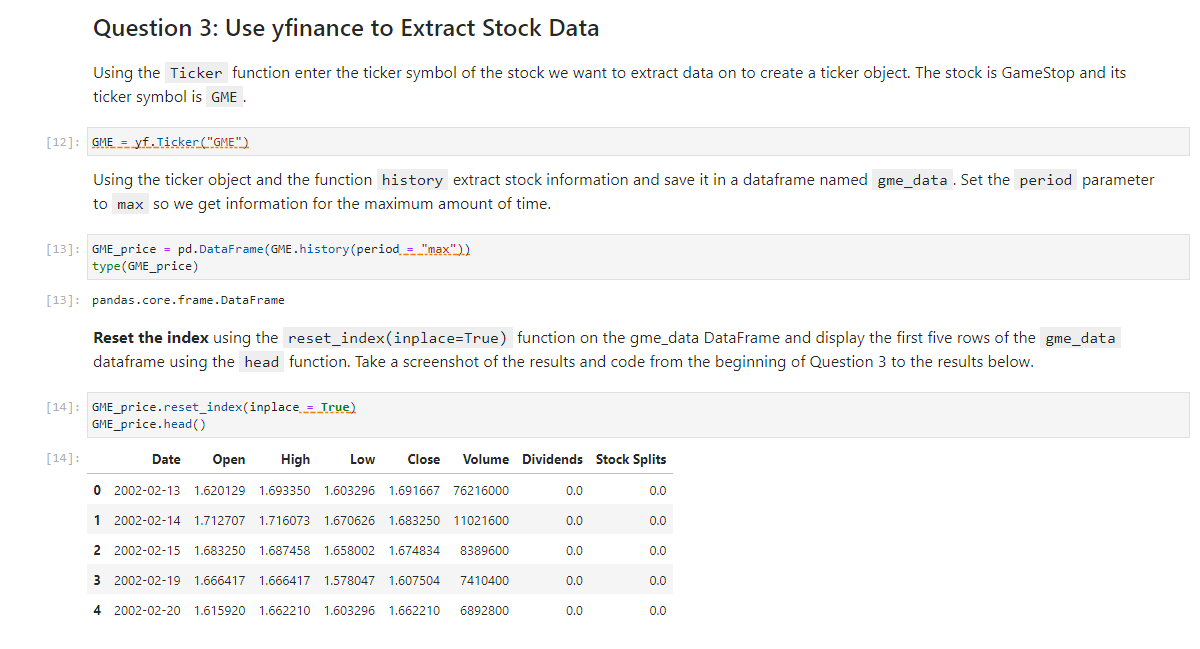 Question 3: Use yfinance to Extract Stock Data
Using the Ticker function enter the ticker symbol of the stock we want to extract data on to create a ticker object. The stock is GameStop and its
ticker symbol is GME.
[12]: GME = yf.Ticker("GME")
Using the ticker object and the function history extract stock information and save it in a dataframe named gme_data. Set the period parameter
to max so we get information for the maximum amount of time.
[13]: GME_price = pd.DataFrame(GME.history(period = "max"))
type(GME_price)
[13]: pandas.core.frame.DataFrame
Reset the index using the reset_index(inplace=True) function on the gme_data DataFrame and display the first five rows of the gme_data
dataframe using the head function. Take a screenshot of the results and code from the beginning of Question 3 to the results below.
[14]: GME_price.reset_index(inplace = True)
GME_price.head()
[14]: Date Open High Low Close Volume Dividends Stock Splits
0 2002-02-13 1.620129 1.693350 1.603296 1.691667 76216000 0.0 0.0
1 2002-02-14 1.712707 1.716073 1.670626 1.683250 11021600 0.0 0.0
2 2002-02-15 1.683250 1.687458 1.658002 1.674834 8389600 0.0 0.0
3 2002-02-19 1.666417 1.666417 1.578047 1.607504 7410400 0.0 0.0
4 2002-02-20 1.615920 1.662210 1.603296 1.662210 6892800 0.0 0.0